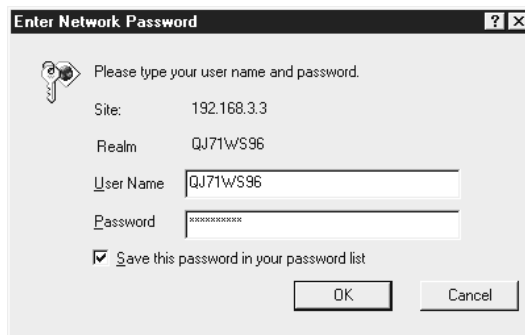 Enter Network Password
Please type your user name and password.
Site: 192.168.3.3
Realm QJ71WS96
User Name QJ71WS96
Password **********
Save this password in your password list
OK Cancel